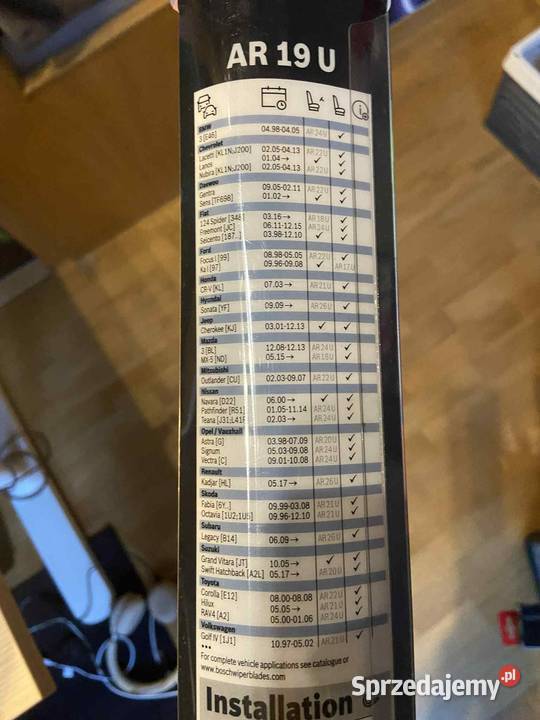 AR 19 U
BMW
3 [E46] 04.98-04.05 AR24U ✓
Chevrolet
Lacetti [KL1N;J200] 02.05-04.13 AR22U ✓
Lanos 01.04→ ✓ ✓
Nubira [KL1N;J200] 02.05-04.13 AR22U ✓
Daewoo
Gentra 09.05-02.11 AR22U ✓
Sens [TF698] 01.02→ ✓ ✓
Fiat
124 Spider [348] 03.16→ AR18U ✓
Freemont [JC] 06.11-12.15 AR24U ✓
Seicento [187..] 03.98-12.10 ✓ ✓
Ford
Focus I [99] 08.98-05.05 AR22U ✓
Ka I [97] 09.96-09.08 ✓ AR17U
Honda
CR-V [KL] 07.03→ AR21U ✓
Hyundai
Sonata [YF] 09.09→ AR26U ✓
Jeep
Cherokee [KJ] 03.01-12.13 ✓ ✓
Mazda
3 [BL] 12.08-12.13 AR24U ✓
MX-5 [ND] 05.15→ AR18U ✓
Mitsubishi
Outlander [CU] 02.03-09.07 AR22U ✓
Nissan
Navara [D22] 06.00→ ✓ ✓
Pathfinder [R51] 01.05-11.14 AR24U ✓
Teana [J31;L41F 02.03→ AR24U ✓
Opel / Vauxhall
Astra [G] 03.98-07.09 AR20U ✓
Signum 05.03-09.08 AR24U ✓
Vectra [C] 09.01-10.08 AR24U ✓
Renault
Kadjar [HL] 05.17→ AR26U ✓
Skoda
Fabia [6Y..] 09.99-03.08 AR21U ✓
Octavia [1U2;1U5] 09.96-12.10 AR21U ✓
Subaru
Legacy [B14] 06.09→ AR26U ✓
Suzuki
Grand Vitara [JT] 10.05→ ✓ ✓
Swift Hatchback [A2L] 05.17→ AR20U ✓
Toyota
Corolla [E12] 08.00-08.08 AR22U ✓
Hilux 05.05→ AR21U ✓
RAV4 [A2] 05.00-01.06 AR24U ✓
Volkswagen
Golf IV [1J1] 10.97-05.02 AR21U ✓
•••
For complete vehicle applications see catalogue or
www.boschwiperblades.com
Installation
Sprzedajemy.pl